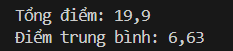 Tổng điểm: 19,9
Điểm trung bình: 6,63